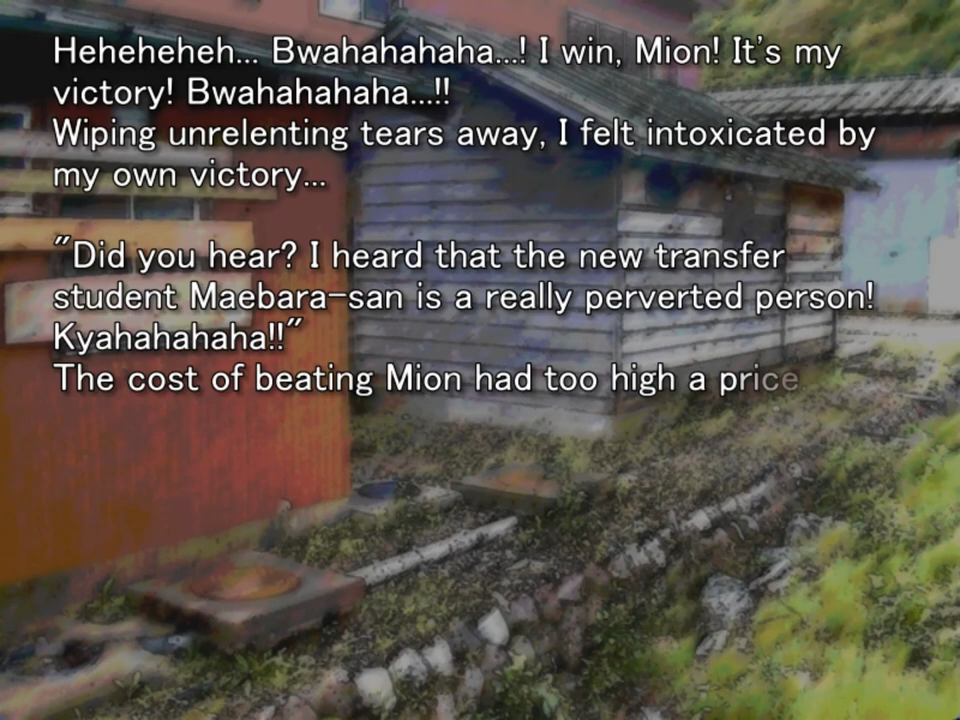 Heheheheh... Bwahahahaha...! I win, Mion! It's my
victory! Bwahahahaha...!!
Wiping unrelenting tears away, I felt intoxicated by
my own victory...
"Did you hear? I heard that the new transfer
student Maebara-san is a really perverted person!
Kyahahahaha!!"
The cost of beating Mion had too high a price